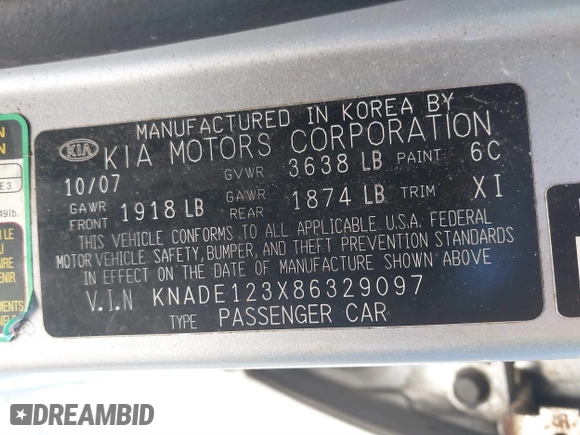 MANUFACTURED IN KOREA BY
KIA KIA MOTORS CORPORATION
10/07 GVWR 3638 LB PAINT 6C
GAWR FRONT 1918 LB GAWR REAR 1874 LB TRIM XI
THIS VEHICLE CONFORMS TO ALL APPLICABLE U.S.A. FEDERAL
MOTOR VEHICLE SAFETY, BUMPER, AND THEFT PREVENTION STANDARDS
IN EFFECT ON THE DATE OF MANUFACTURE SHOWN ABOVE
V.I.N KNADE123X86329097
TYPE PASSENGER CAR
DREAMBID